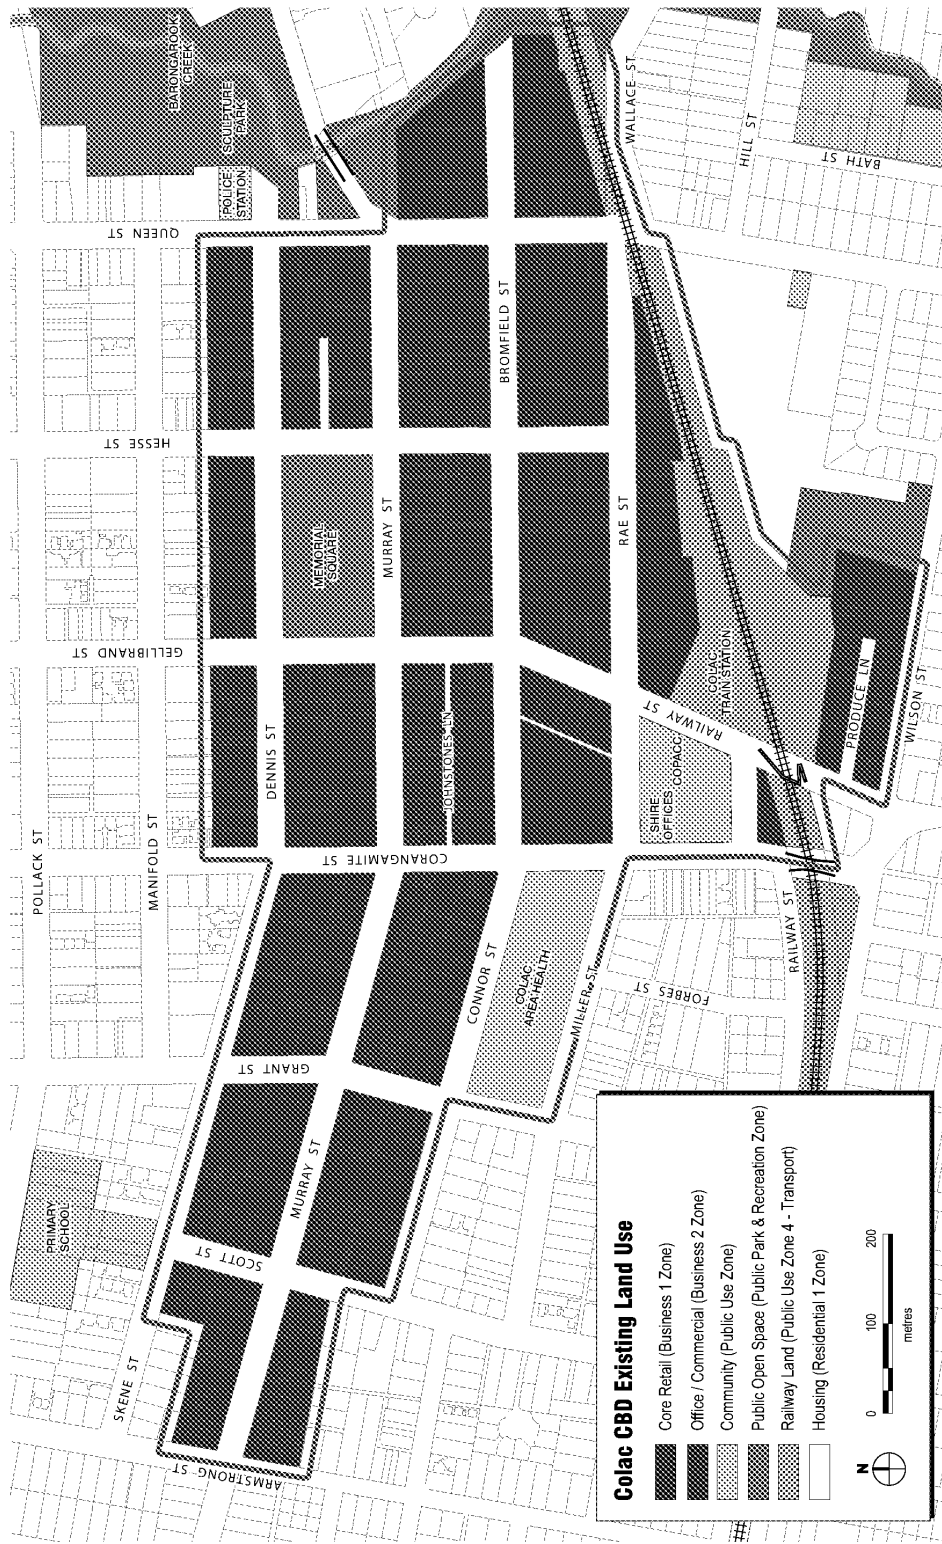 BARONGAROOK
CREEK
SCULPTURE
PARK
POLICE
STATION
QUEEN ST
WALLACE ST
HILL ST
BATH ST
BROMFIELD ST
HESSE ST
MEMORIAL
SQUARE
MURRAY ST
RAE ST
GELLIBRAND ST
DENNIS ST
JOHNSTONES LN
RAILWAY ST
COLAC
TRAIN STATION
PRODUCE LN
WILSON ST
SHIRE
OFFICES
COPACC
POLLACK ST
MANIFOLD ST
CORANGAMITE ST
CONNOR ST
COLAC
AREA HEALTH
MILLER ST
FORBES ST
RAILWAY ST
GRANT ST
MURRAY ST
PRIMARY
SCHOOL
SCOTT ST
SKENE ST
ARMSTRONG ST
Colac CBD Existing Land Use
Core Retail (Business 1 Zone)
Office / Commercial (Business 2 Zone)
Community (Public Use Zone)
Public Open Space (Public Park & Recreation Zone)
Railway Land (Public Use Zone 4 - Transport)
Housing (Residential 1 Zone)
N
0 100 200
metres